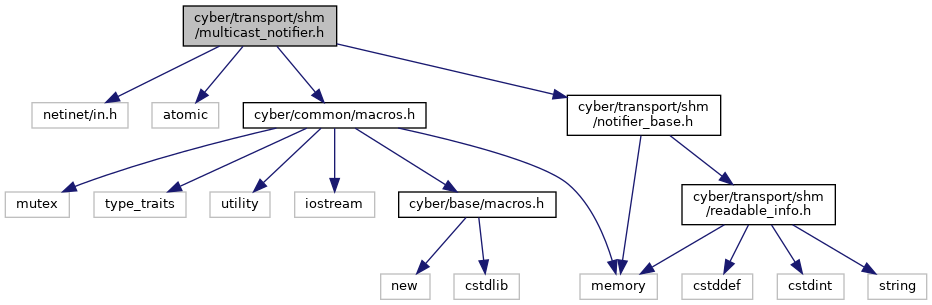 cyber/transport/shm
/multicast_notifier.h
netinet/in.h
atomic
cyber/common/macros.h
cyber/transport/shm
/notifier_base.h
mutex
type_traits
utility
iostream
cyber/base/macros.h
cyber/transport/shm
/readable_info.h
new
cstdlib
memory
cstddef
cstdint
string